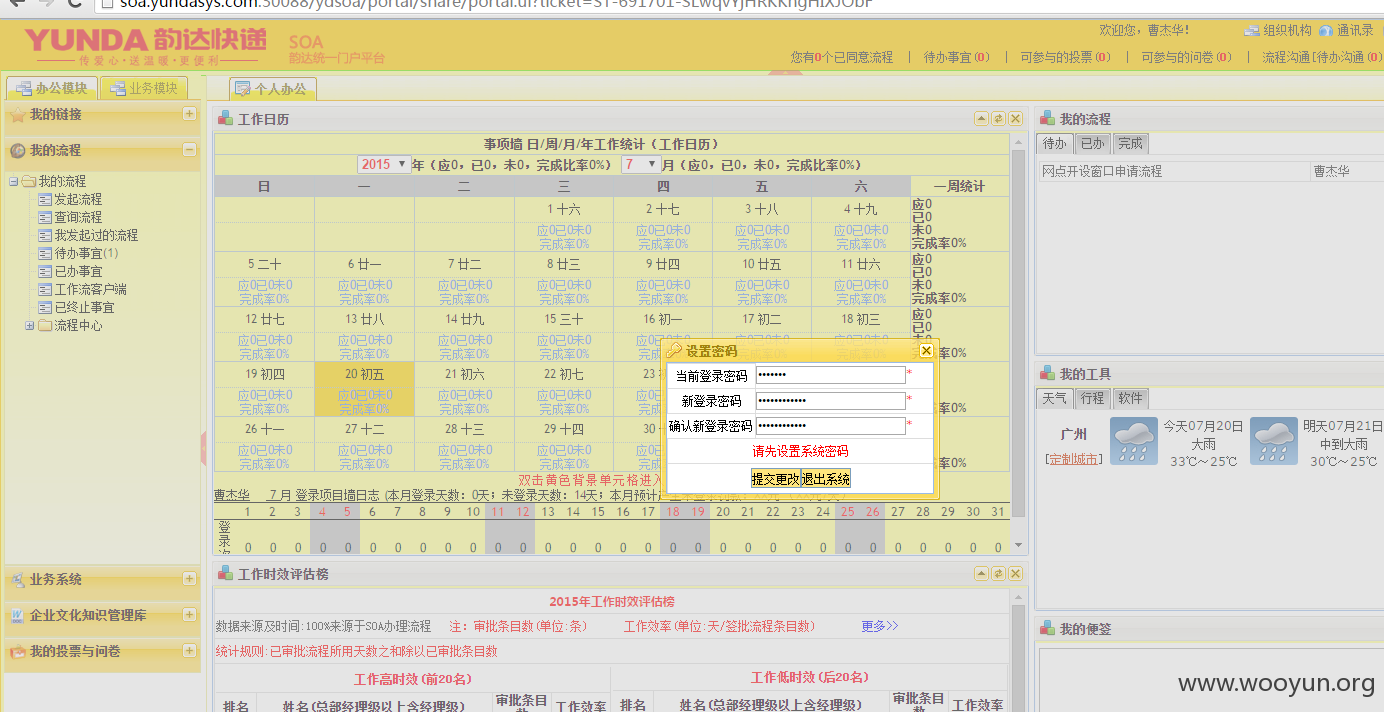 soa.yundasys.com:30088/ydsoa/portal/share/portal.ui?ticket=ST-691701-SLwqvYjHRKKhgHIXJObF
YUNDA 韵达快递
传爱心·送温暖·更便利
SOA
韵达统一门户平台
欢迎您，曹杰华! 组织机构 通讯录
您有0个已同意流程 | 待办事宜(0) | 可参与的投票(0) | 可参与的问卷(0) | 流程沟通[待办沟通(0)
办公模块 业务模块
我的链接
我的流程
我的流程
发起流程
查询流程
我发起过的流程
待办事宜(1)
已办事宜
工作流客户端
已终止事宜
流程中心
业务系统
企业文化知识管理库
我的投票与问卷
个人办公
工作日历
事项墙 日/周/月/年工作统计（工作日历）
2015 年（应0，已0，未0，完成比率0%） 7 月（应0，已0，未0，完成比率0%）
日 一 二 三 四 五 六 一周统计
1 十六 2 十七 3 十八 4 十九
应0已0未0 应0已0未0 应0已0未0 应0已0未0
完成率0% 完成率0% 完成率0% 完成率0%
应0
已0
未0
完成率0%
5 二十 6 廿一 7 廿二 8 廿三 9 廿四 10 廿五 11 廿六
应0已0未0 应0已0未0 应0已0未0 应0已0未0 应0已0未0 应0已0未0 应0已0未0
完成率0% 完成率0% 完成率0% 完成率0% 完成率0% 完成率0% 完成率0%
应0
已0
未0
完成率0%
12 廿七 13 廿八 14 廿九 15 三十 16 初一 17 初二 18 初三
应0已0未0 应0已0未0 应0已0未0 应0已0未0
完成率0% 完成率0% 完成率0% 完成率0%
应0
已0
率0%
19 初四 20 初五 21 初六 22 初七 23
应0已0未0 应0已0未0 应0已0未0 应0已0未0
完成率0% 完成率0% 完成率0% 完成率0%
率0%
26 十一 27 十二 28 十三 29 十四 30
应0已0未0 应0已0未0 应0已0未0 应0已0未0
完成率0% 完成率0% 完成率0% 完成率0%
率0%
双击黄色背景单元格进入
曹杰华 7 月 登录项目墙日志 (本月登录天数：0天；未登录天数：14天；本月预计
1 2 3 4 5 6 7 8 9 10 11 12 13 14 15 16 17 18 19 20 21 22 23 24 25 26 27 28 29 30 31
登录
0 0 0 0 0 0 0 0 0 0 0 0 0 0 0 0 0 0 0 0 0 0 0 0 0 0 0 0 0 0 0
设置密码
当前登录密码 ••••••• *
新登录密码 •••••••••••• *
确认新登录密码 •••••••••••• *
请先设置系统密码
提交更改 退出系统
工作时效评估榜
2015年工作时效评估榜
数据来源及时间:100%来源于SOA办理流程 注：审批条目数(单位:条) 工作效率(单位:天/签批流程条目数) 更多>>
统计规则:已审批流程所用天数之和除以已审批条目数
工作高时效(前20名) 工作低时效(后20名)
排名 姓名(总部经理级以上含经理级) 审批条目数 工作效率 排名 姓名(总部经理级以上含经理级) 审批条目数 工作效率
我的流程
待办 已办 完成
网点开设窗口申请流程 曹杰华
我的工具
天气 行程 软件
广州
[定制城市]
今天07月20日
大雨
33℃～25℃
明天07月21日
中到大雨
30℃～25℃
我的便签
www.wooyun.org